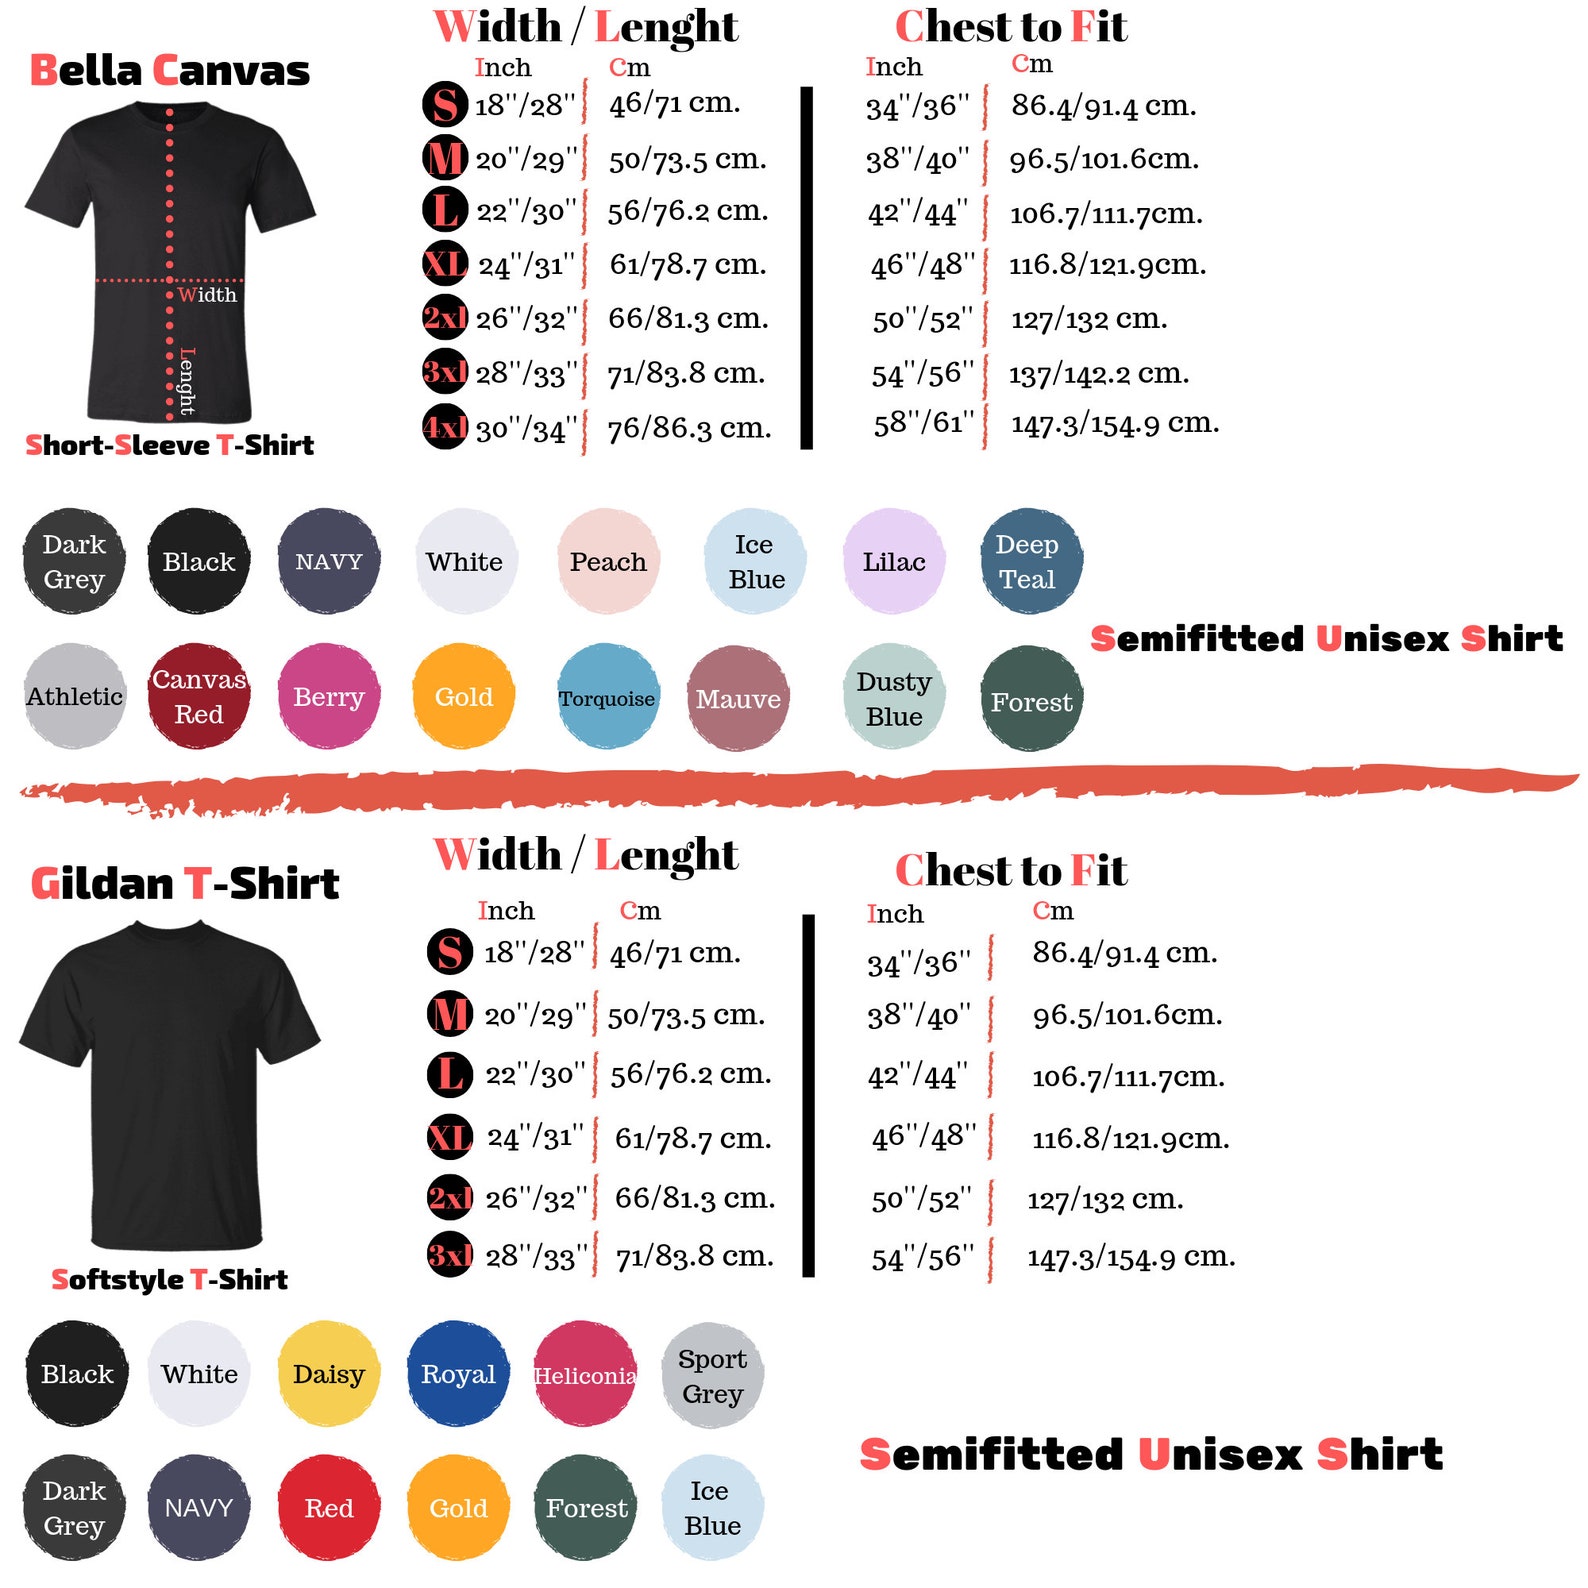 Bella Canvas
Width / Lenght
Chest to Fit
Inch Cm
Inch Cm
S 18"/28" 46/71 cm. 34"/36" 86.4/91.4 cm.
M 20"/29" 50/73.5 cm. 38"/40" 96.5/101.6cm.
L 22"/30" 56/76.2 cm. 42"/44" 106.7/111.7cm.
XL 24"/31" 61/78.7 cm. 46"/48" 116.8/121.9cm.
2xl 26"/32" 66/81.3 cm. 50"/52" 127/132 cm.
3xl 28"/33" 71/83.8 cm. 54"/56" 137/142.2 cm.
4xl 30"/34" 76/86.3 cm. 58"/61" 147.3/154.9 cm.
Width
Lenght
Short-Sleeve T-Shirt
Dark
Grey
Black
NAVY
White
Peach
Ice
Blue
Lilac
Deep
Teal
Semifitted Unisex Shirt
Athletic
Canvas
Red
Berry
Gold
Torquoise
Mauve
Dusty
Blue
Forest
Gildan T-Shirt
Width / Lenght
Chest to Fit
Inch Cm
Inch Cm
S 18"/28" 46/71 cm. 34"/36" 86.4/91.4 cm.
M 20"/29" 50/73.5 cm. 38"/40" 96.5/101.6cm.
L 22"/30" 56/76.2 cm. 42"/44" 106.7/111.7cm.
XL 24"/31" 61/78.7 cm. 46"/48" 116.8/121.9cm.
2xl 26"/32" 66/81.3 cm. 50"/52" 127/132 cm.
3xl 28"/33" 71/83.8 cm. 54"/56" 147.3/154.9 cm.
Softstyle T-Shirt
Black
White
Daisy
Royal
Heliconia
Sport
Grey
Dark
Grey
NAVY
Red
Gold
Forest
Ice
Blue
Semifitted Unisex Shirt